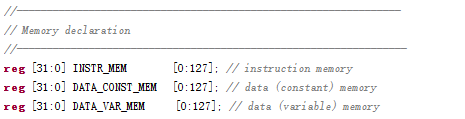 //------------------------------------------------------------
// Memory declaration
//-------------------------------------------------------------
reg [31:0] INSTR_MEM [0:127]; // instruction memory
reg [31:0] DATA_CONST_MEM [0:127]; // data (constant) memory
reg [31:0] DATA_VAR_MEM [0:127]; // data (variable) memory